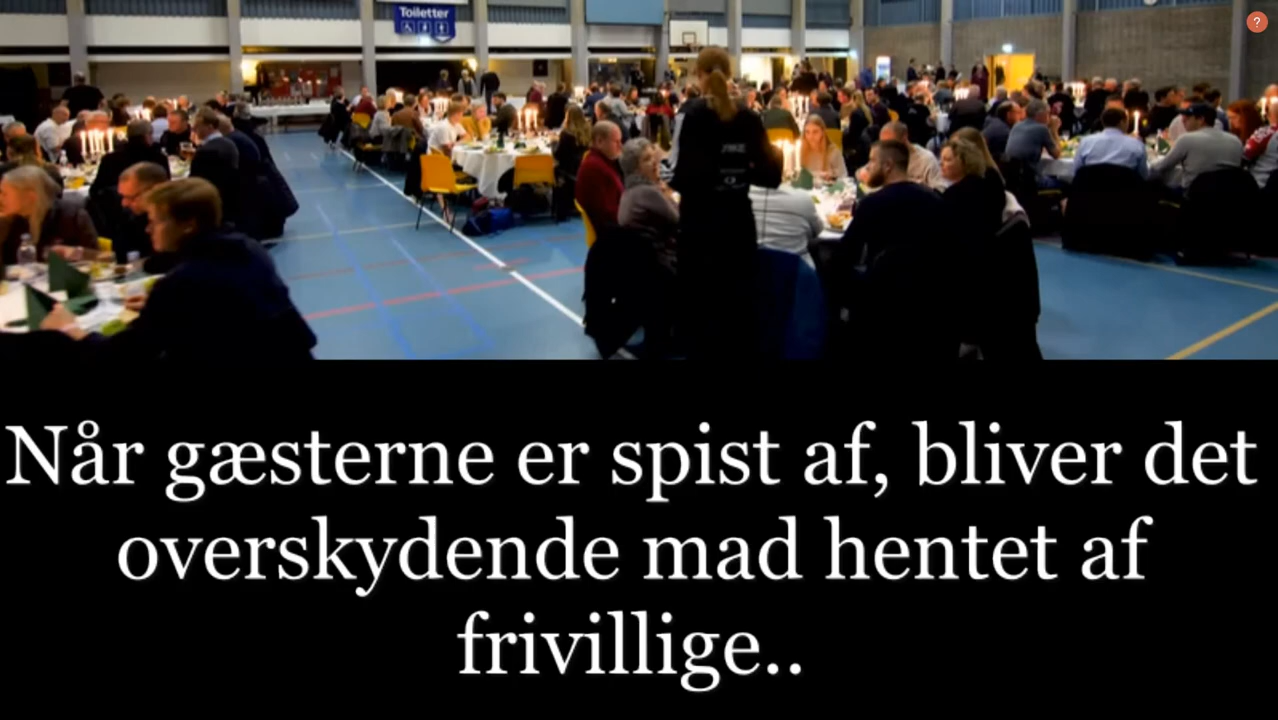 Toiletter
?
Når gæsterne er spist af, bliver det
overskydende mad hentet af
frivillige..